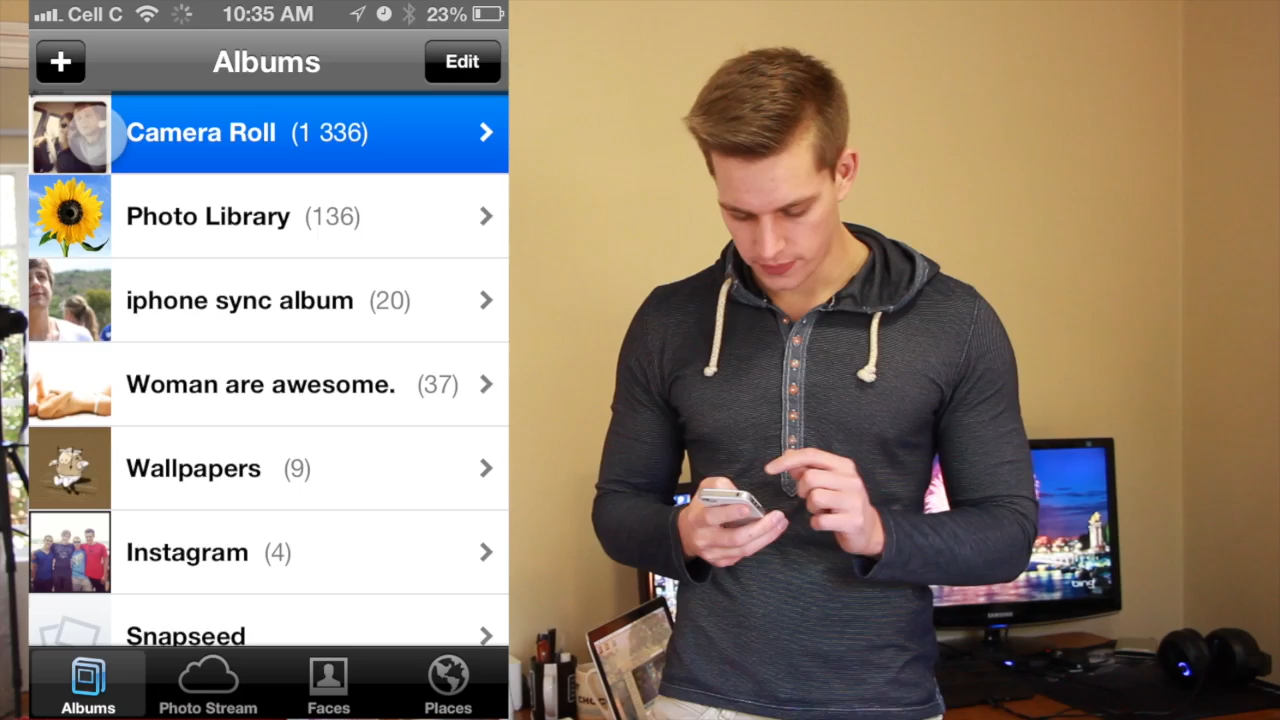 Cell C 10:35 AM 23%
+ Albums Edit
Camera Roll (1 336)
Photo Library (136)
iphone sync album (20)
Woman are awesome. (37)
Wallpapers (9)
Instagram (4)
Snapseed
Albums Photo Stream Faces Places
bing
SAMSUNG